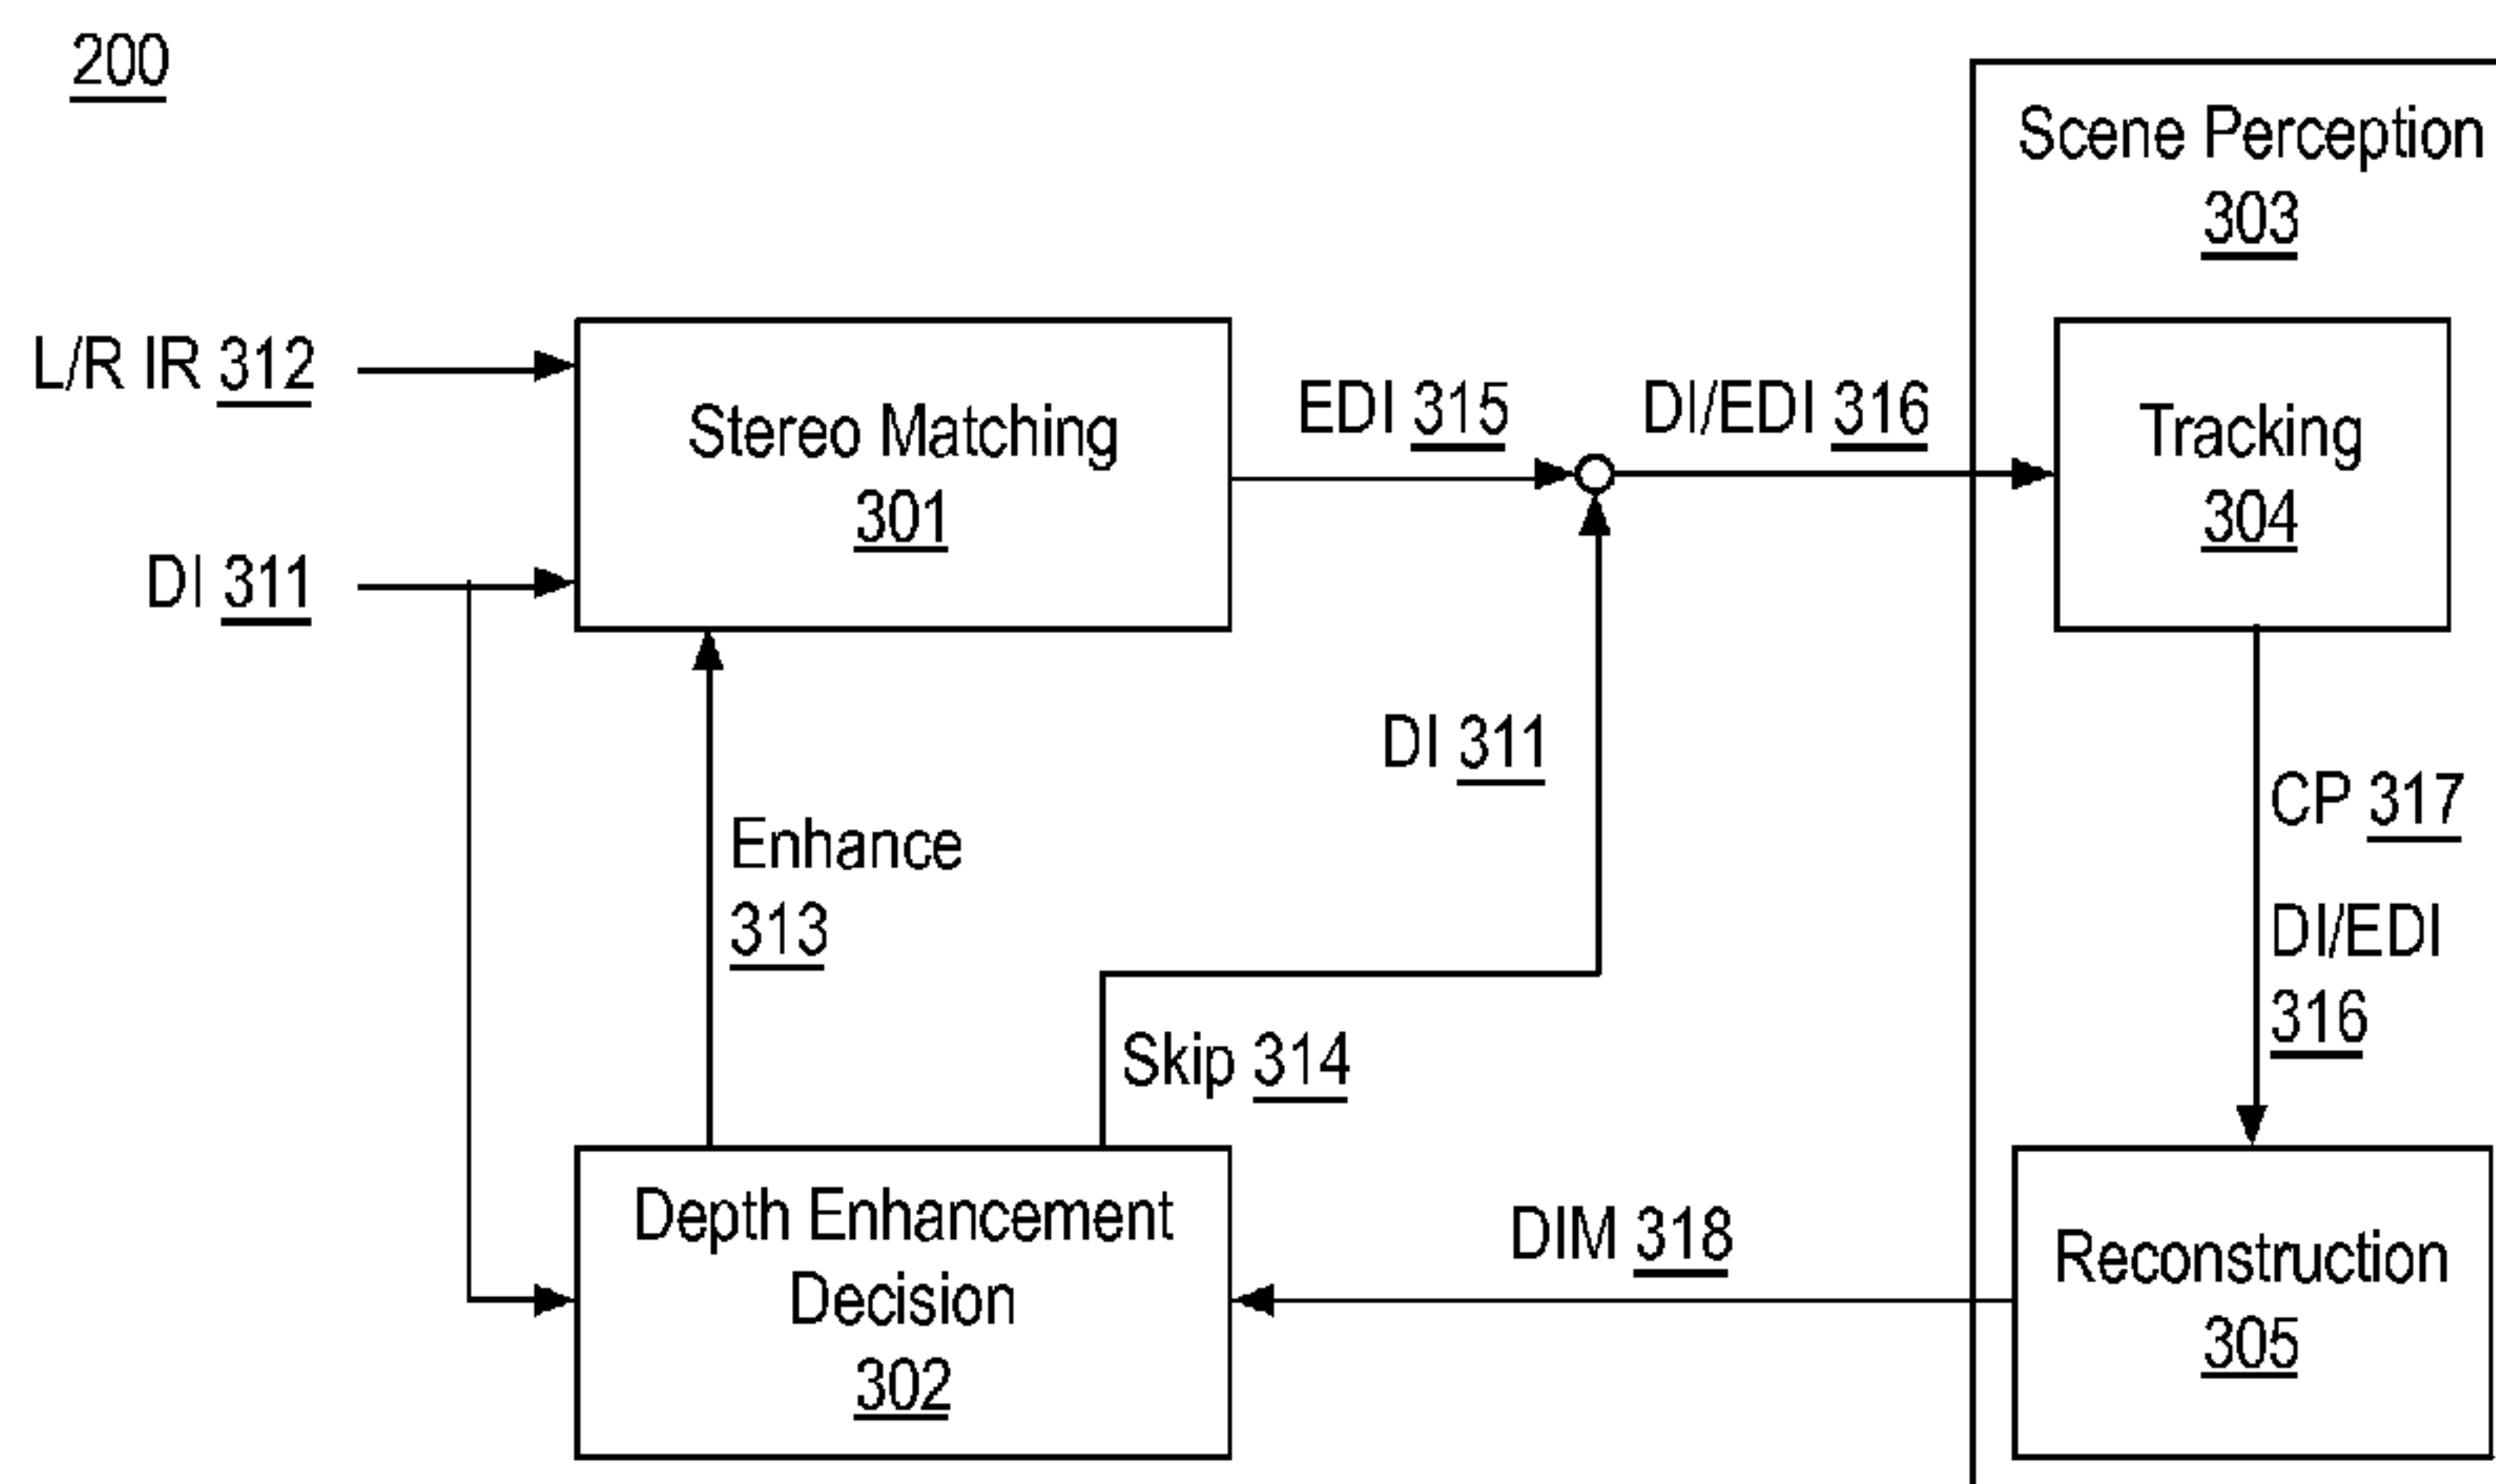 200
Scene Perception
303
L/R IR 312
DI 311
Stereo Matching
301
EDI 315
DI/EDI 316
Tracking
304
DI 311
Enhance
313
Skip 314
CP 317
DI/EDI
316
Depth Enhancement
Decision
302
DIM 318
Reconstruction
305